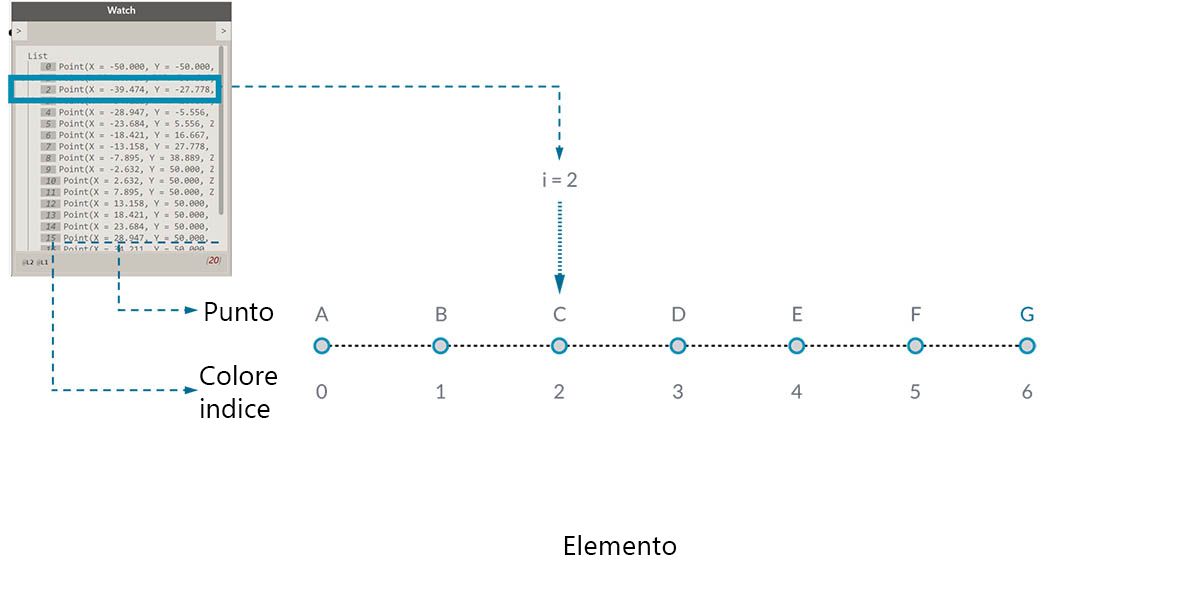 Watch
>
>
List
0 Point(X = -50.000, Y = -50.000,
2 Point(X = -39.474, Y = -27.778,
4 Point(X = -28.947, Y = -5.556,
5 Point(X = -23.684, Y = 5.556, Z
6 Point(X = -18.421, Y = 16.667,
7 Point(X = -13.158, Y = 27.778,
8 Point(X = -7.895, Y = 38.889, Z
9 Point(X = -2.632, Y = 50.000, Z
10 Point(X = 2.632, Y = 50.000, Z
11 Point(X = 7.895, Y = 50.000, Z
12 Point(X = 13.158, Y = 50.000,
13 Point(X = 18.421, Y = 50.000,
14 Point(X = 23.684, Y = 50.000,
15 Point(X = 28.947, Y = 50.000,
Point(X = 34.211, Y = 50.000
@L2 @L1
{20}
i = 2
Punto
A B C D E F G
Colore
indice
0 1 2 3 4 5 6
Elemento